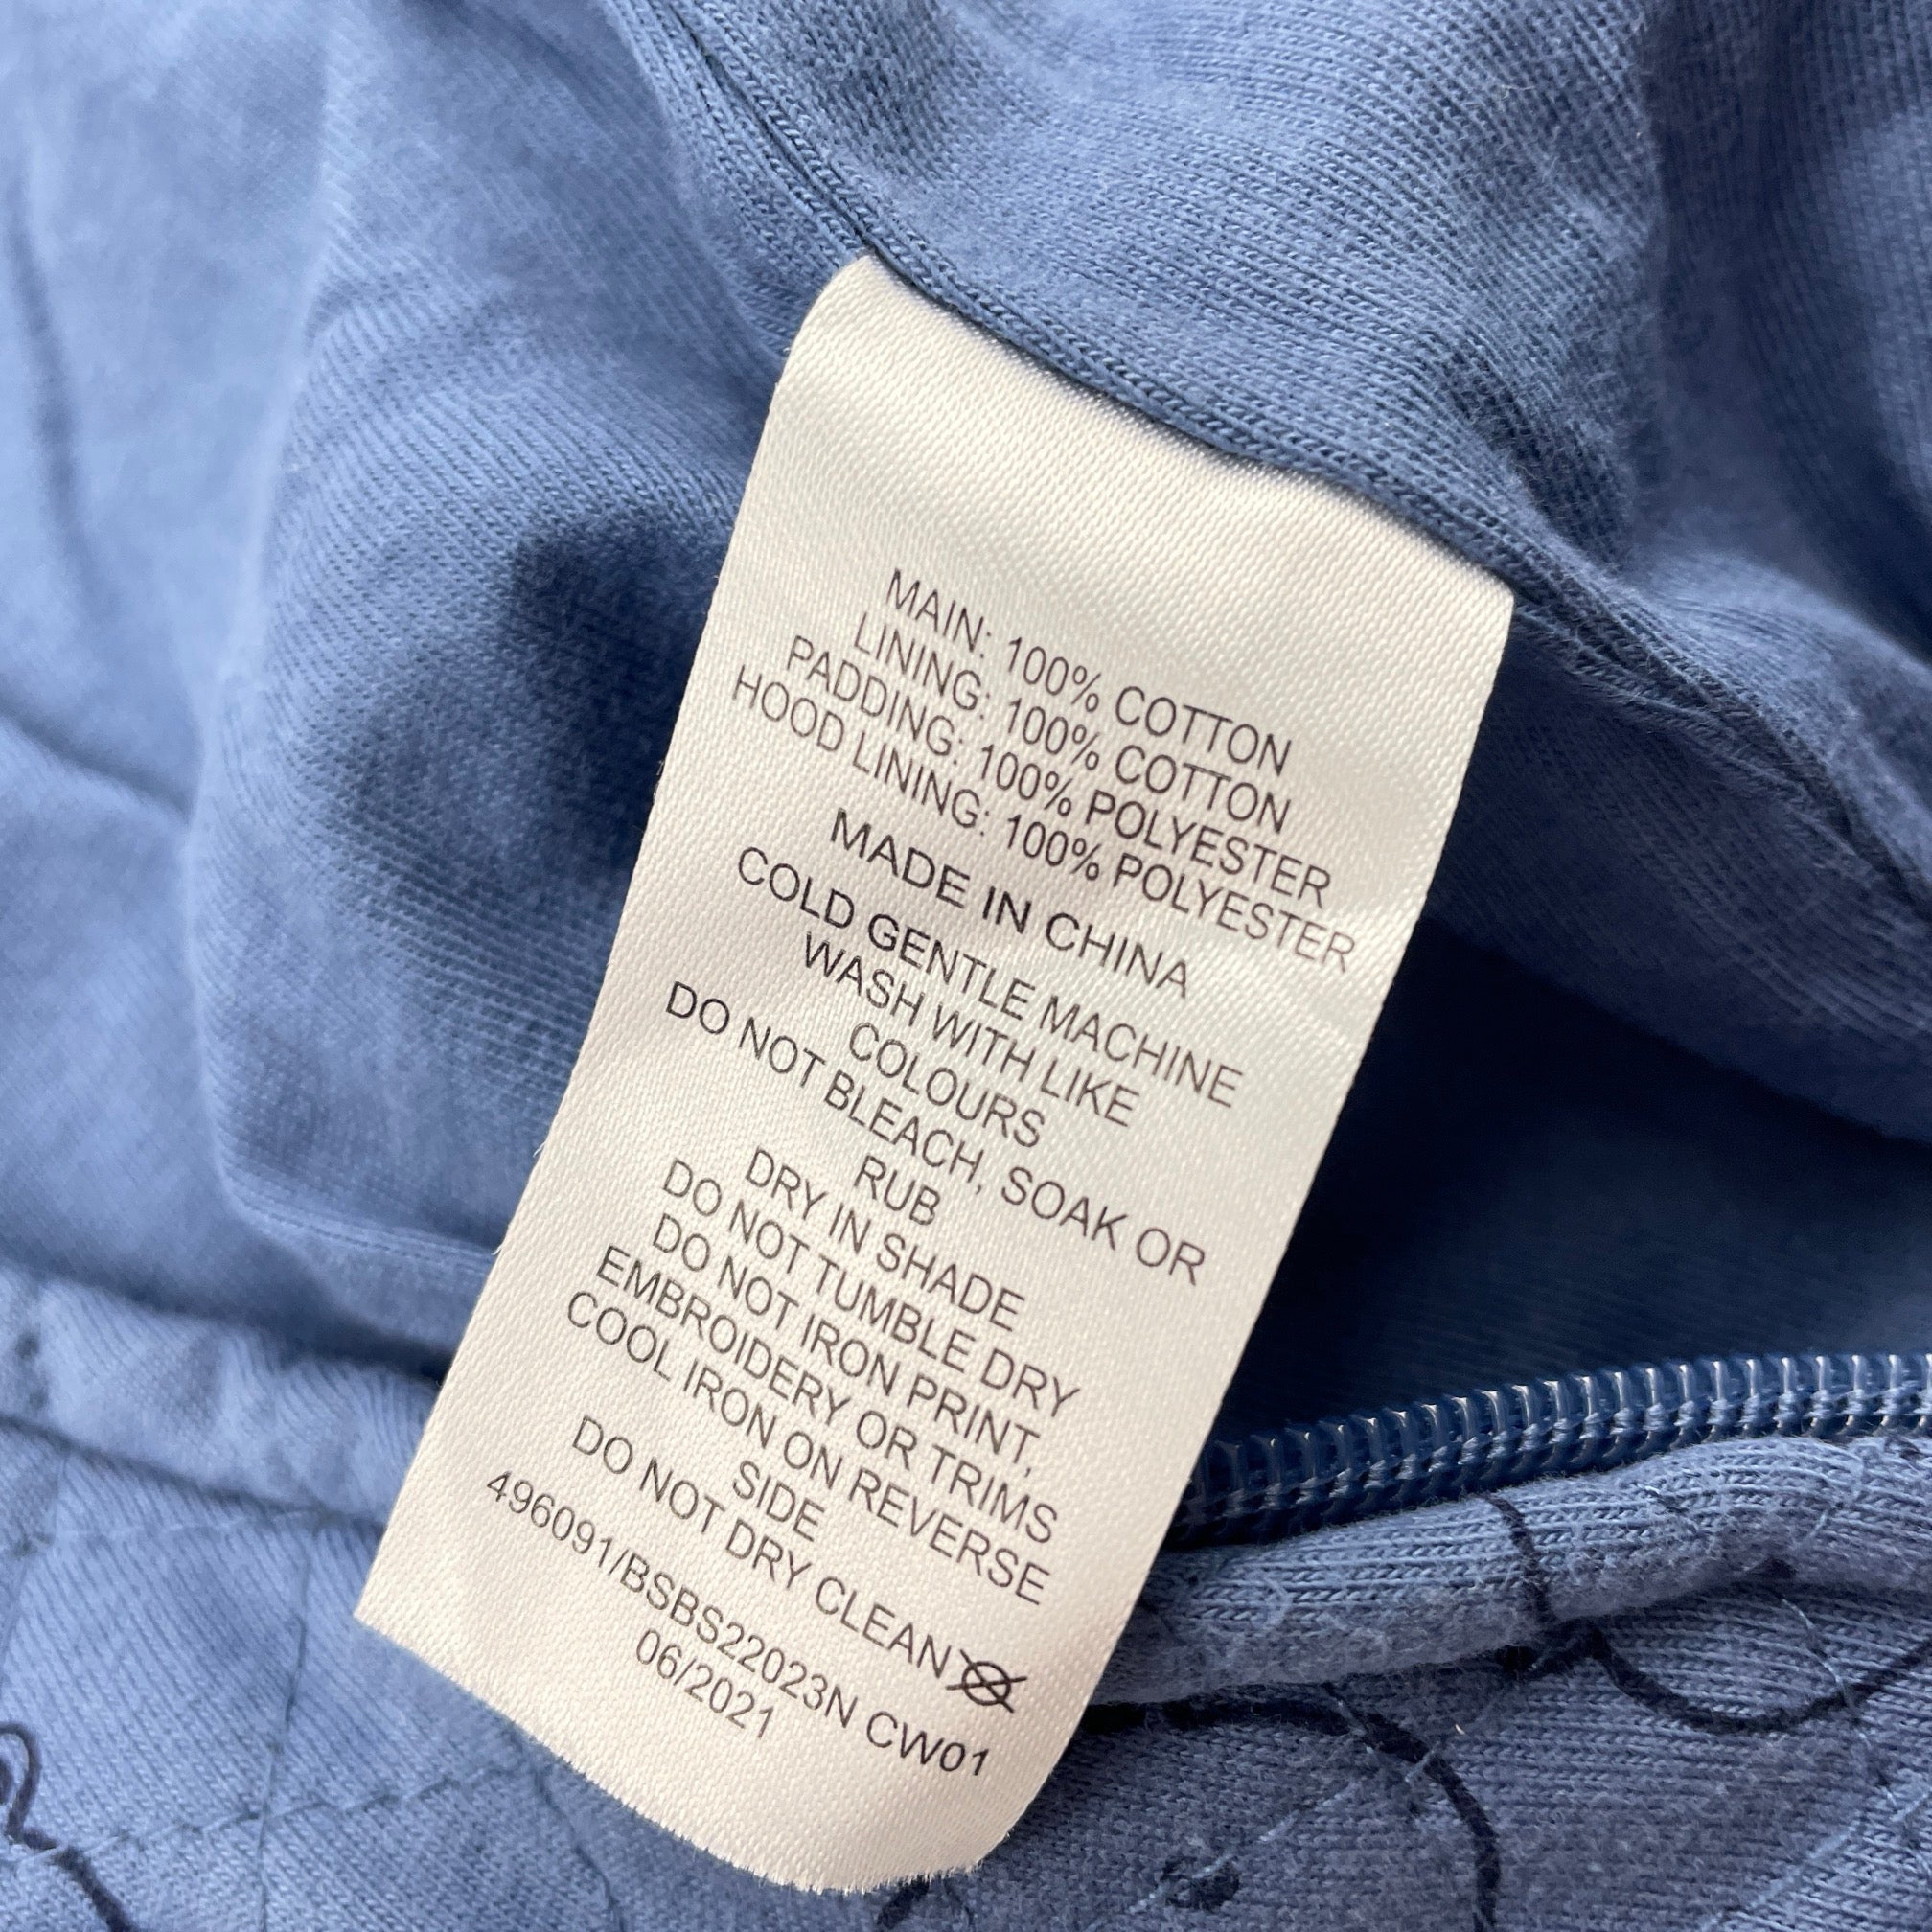 MAIN: 100% COTTON
LINING: 100% COTTON
PADDING: 100% POLYESTER
HOOD LINING: 100% POLYESTER
MADE IN CHINA
COLD GENTLE MACHINE
WASH WITH LIKE
COLOURS
DO NOT BLEACH, SOAK OR
RUB
DRY IN SHADE
DO NOT TUMBLE DRY
DO NOT IRON PRINT,
EMBROIDERY OR TRIMS
COOL IRON ON REVERSE
SIDE
DO NOT DRY CLEAN
496091/BSBS22023N CW01
06/2021